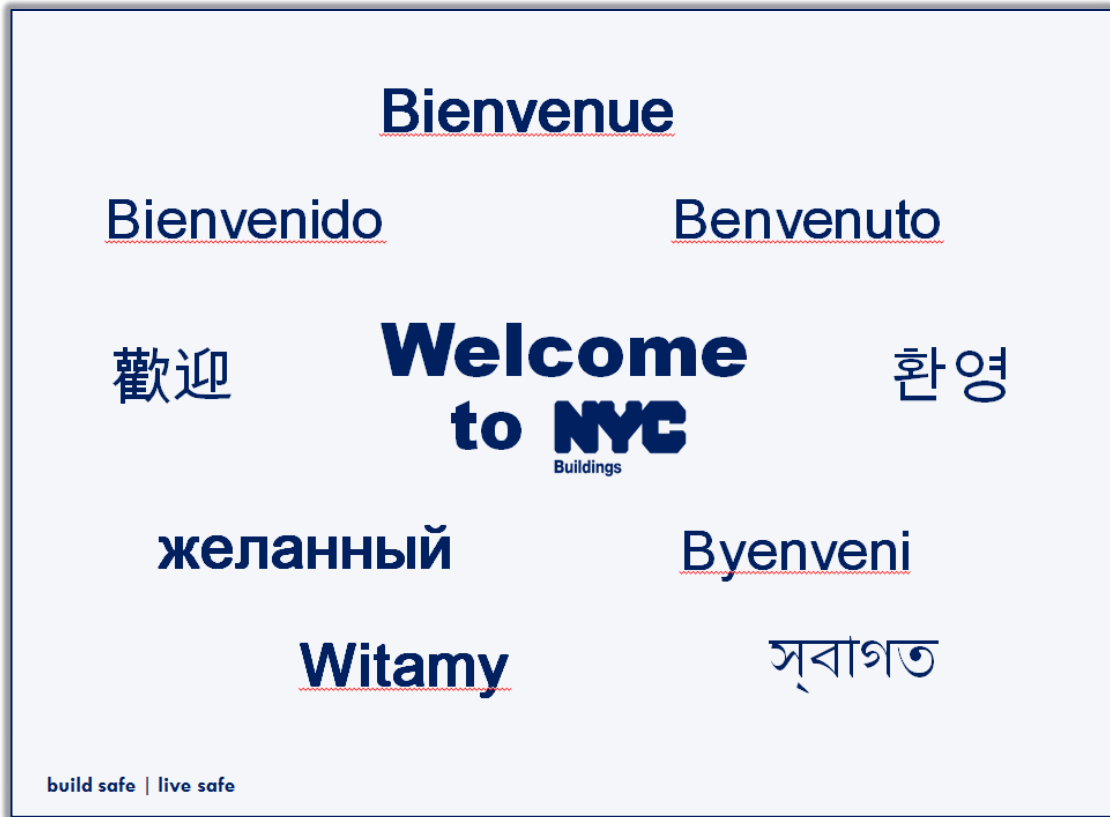 Bienvenue
Bienvenido
Benvenuto
歡迎
Welcome
to NYC
Buildings
환영
желанный
Byenveni
Witamy
স্বাগত
build safe | live safe